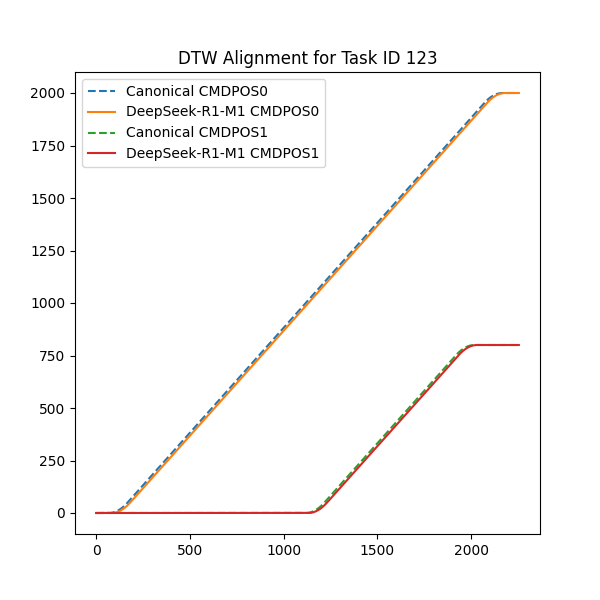 DTW Alignment for Task ID 123
Canonical CMDPOS0
DeepSeek-R1-M1 CMDPOS0
Canonical CMDPOS1
DeepSeek-R1-M1 CMDPOS1
2000
1750
1500
1250
1000
750
500
250
0
0 500 1000 1500 2000